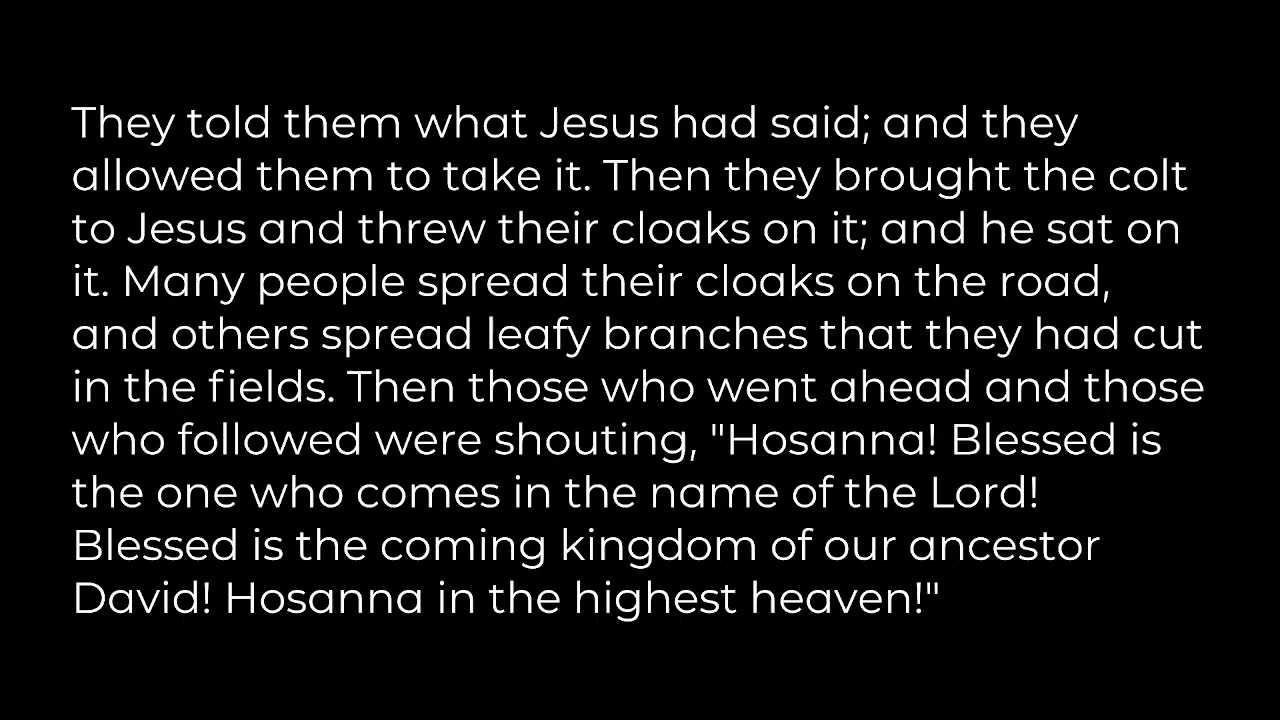 They told them what Jesus had said; and they
allowed them to take it. Then they brought the colt
to Jesus and threw their cloaks on it; and he sat on
it. Many people spread their cloaks on the road,
and others spread leafy branches that they had cut
in the fields. Then those who went ahead and those
who followed were shouting, "Hosanna! Blessed is
the one who comes in the name of the Lord!
Blessed is the coming kingdom of our ancestor
David! Hosanna in the highest heaven!"